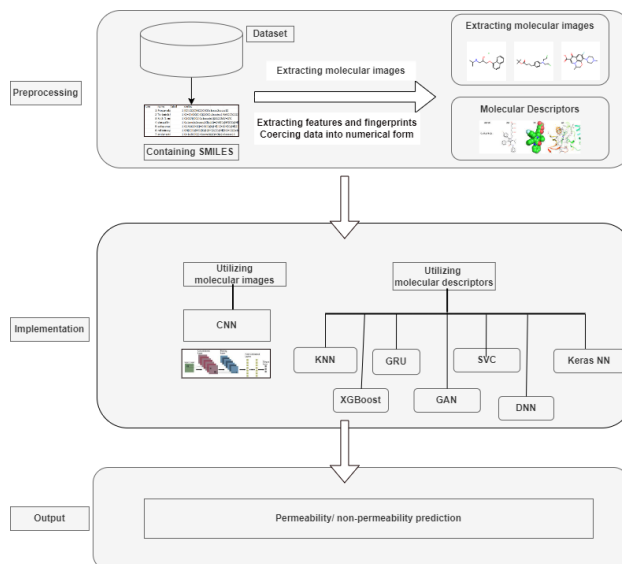 Preprocessing
Dataset
Containing SMILES
Extracting molecular images
Extracting features and fingerprints
Coercing data into numerical form
Extracting molecular images
Molecular Descriptors
Implementation
Utilizing
molecular images
CNN
Utilizing
molecular descriptors
KNN
GRU
SVC
Keras NN
XGBoost
GAN
DNN
Output
Permeability/ non-permeability prediction